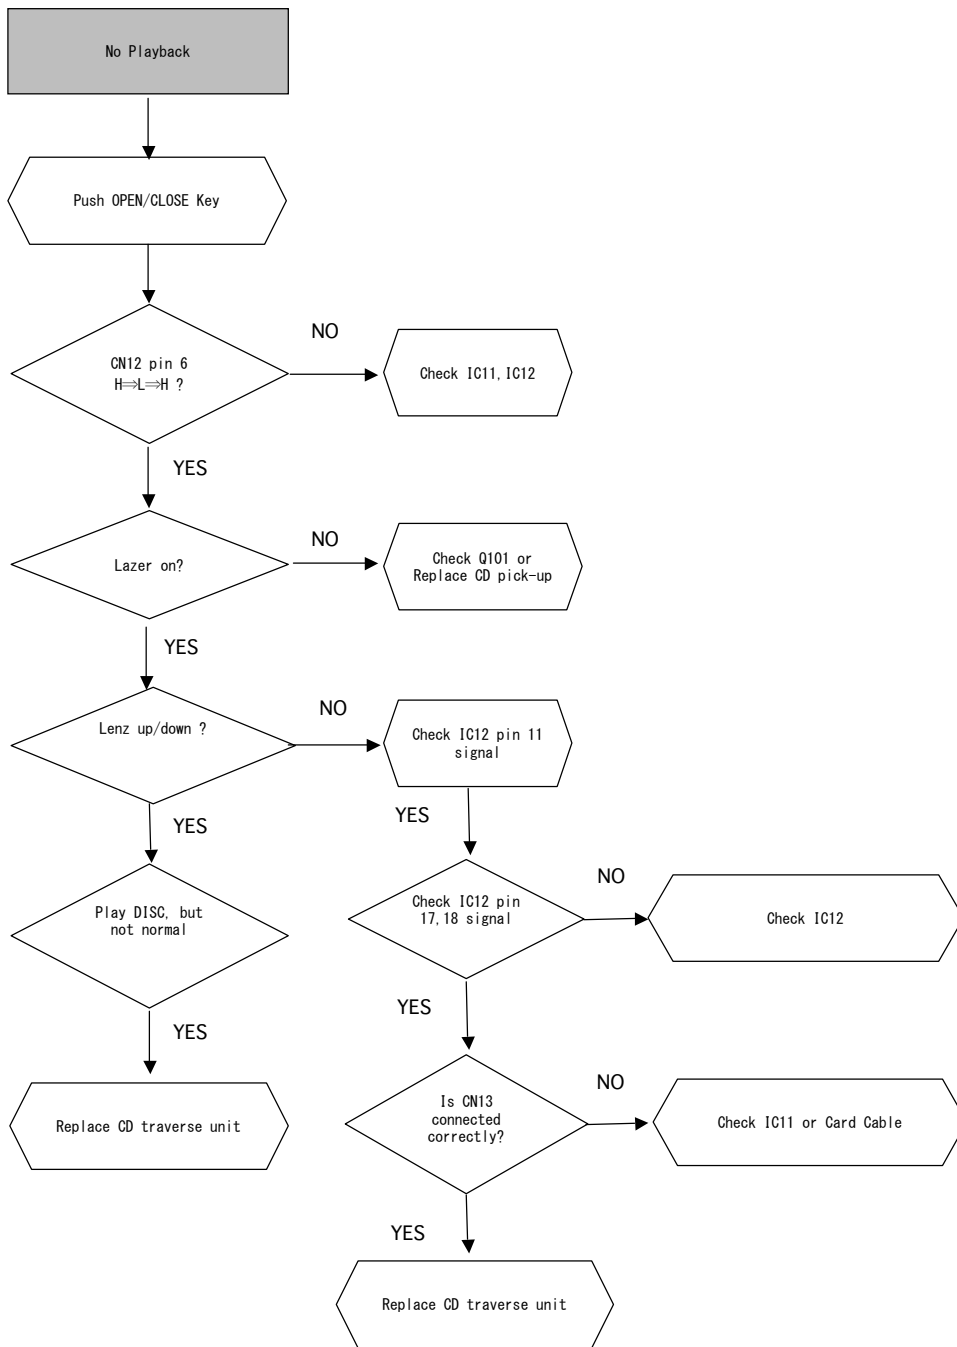 No Playback
Push OPEN/CLOSE Key
CN12 pin 6
H⇒L⇒H ?
NO
Check IC11,IC12
YES
Lazer on?
NO
Check Q101 or
Replace CD pick-up
YES
Lenz up/down ?
NO
Check IC12 pin 11
signal
YES
YES
Play DISC, but
not normal
Check IC12 pin
17,18 signal
NO
Check IC12
YES
YES
Replace CD traverse unit
Is CN13
connected
correctly?
NO
Check IC11 or Card Cable
YES
Replace CD traverse unit